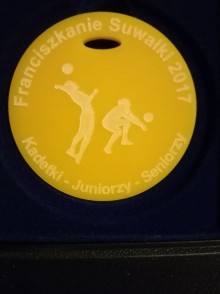 Franciszkanie Suwałki 2017
Kadetki - Juniorzy - Seniorzy